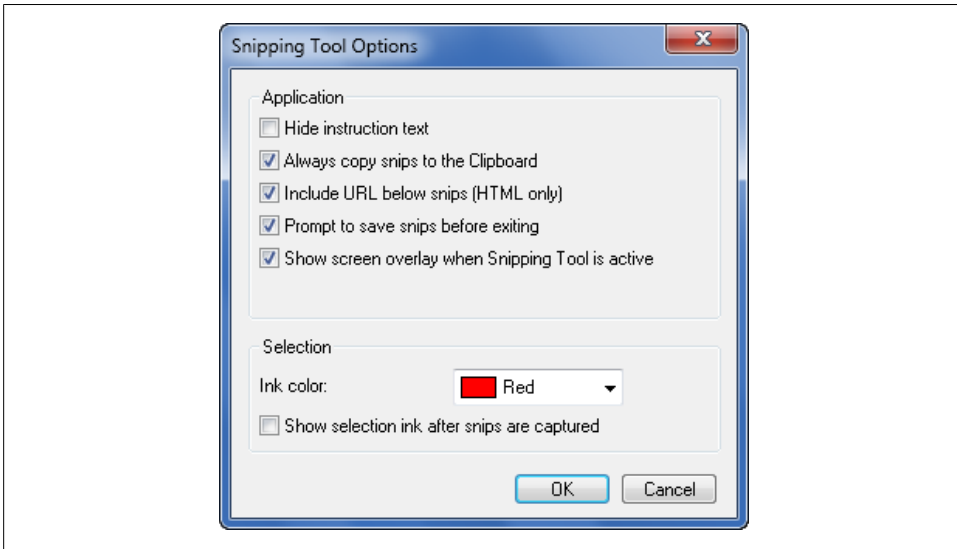 Snipping Tool Options
Application
Hide instruction text
Always copy snips to the Clipboard
Include URL below snips (HTML only)
Prompt to save snips before exiting
Show screen overlay when Snipping Tool is active
Selection
Ink color: Red
Show selection ink after snips are captured
OK Cancel